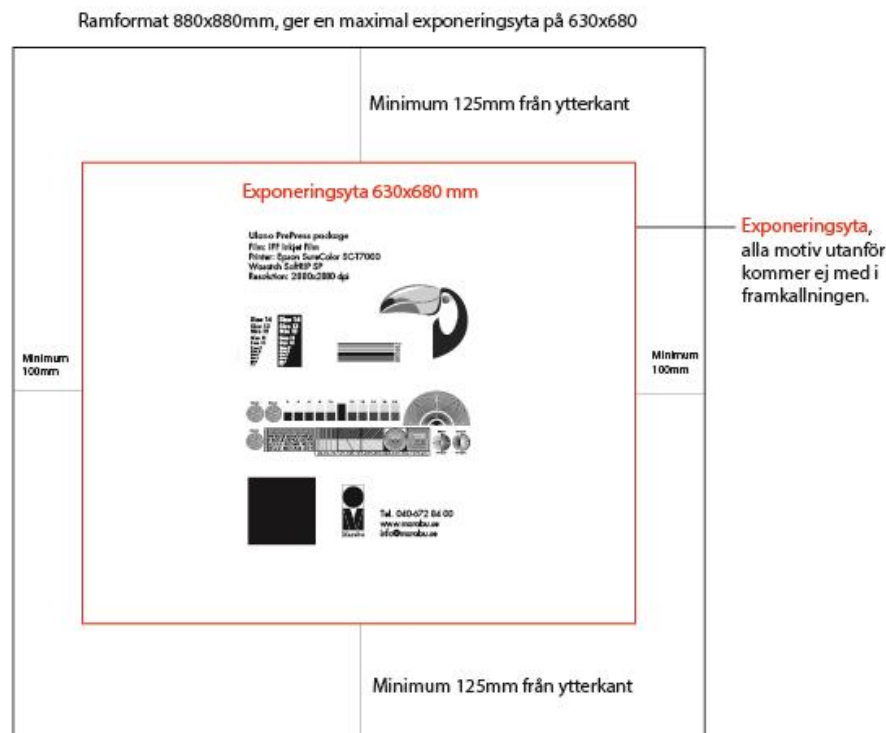 Ramformat 880x880mm, ger en maximal exponeringsyta på 630x680
Minimum 125mm från ytterkant
Exponeringsyta 630x680 mm
Ulano PrePress package
Film: IPF Inkjet Film
Printer: Epson SureColor SC-T7000
Wasatch SoftRIP SP
Resolution: 2880x2880 dpi
Exponeringsyta,
alla motiv utanför
kommer ej med i
framkallningen.
Minimum
100mm
Minimum
100mm
Tel. 040-672 84 00
www.marabu.se
info@marabu.se
Marabu
Minimum 125mm från ytterkant